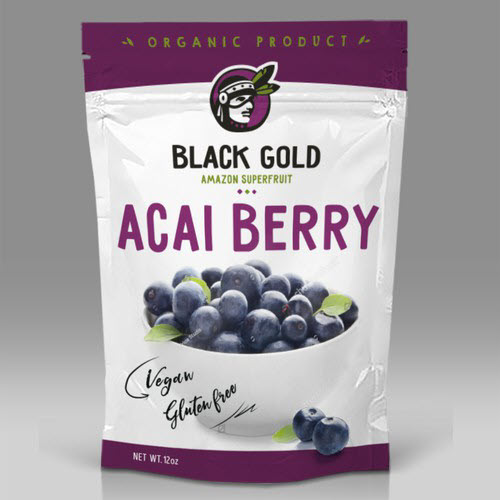 ORGANIC PRODUCT
BLACK GOLD
AMAZON SUPERFRUIT
ACAI BERRY
Vegan
Gluten free
NET WT. 12oz